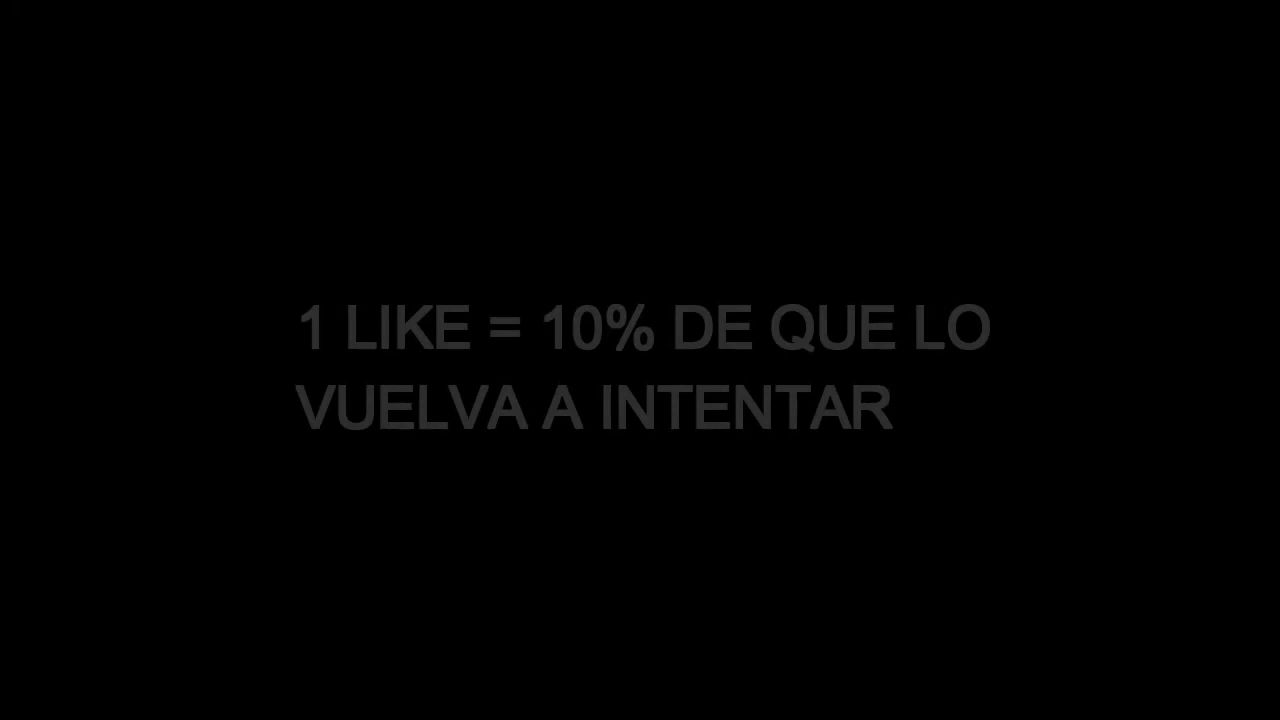 1 LIKE = 10% DE QUE LO
VUELVA A INTENTAR